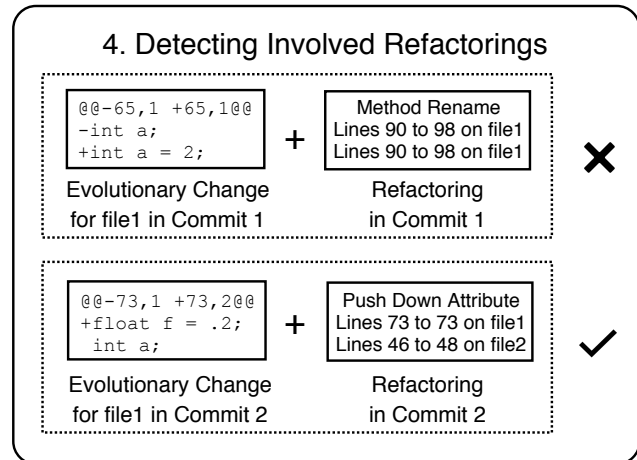 4. Detecting Involved Refactorings
@@-65,1 +65,1@@
-int a;
+int a = 2;
+
Method Rename
Lines 90 to 98 on file1
Lines 90 to 98 on file1
Evolutionary Change
for file1 in Commit 1
Refactoring
in Commit 1
@@-73,1 +73,2@@
+float f = .2;
int a;
+
Push Down Attribute
Lines 73 to 73 on file1
Lines 46 to 48 on file2
Evolutionary Change
for file1 in Commit 2
Refactoring
in Commit 2